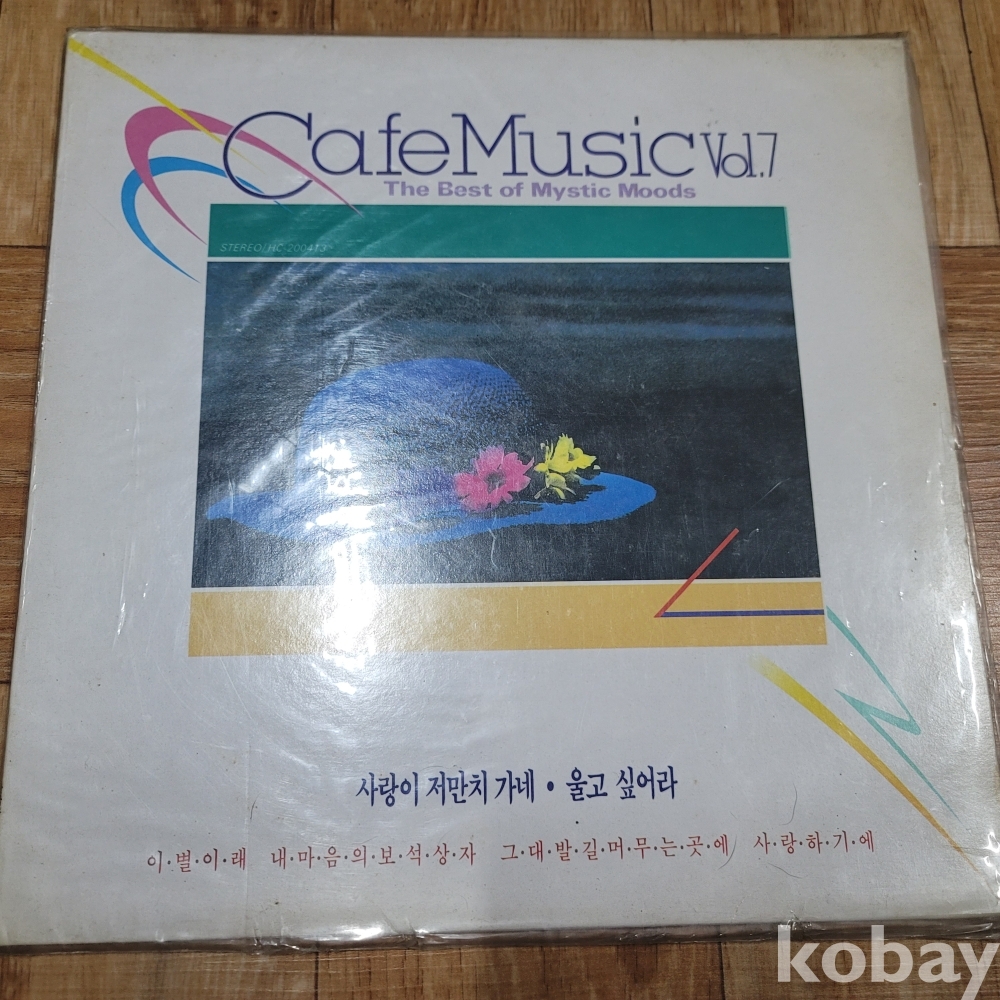 CafeMusic Vol.7
The Best of Mystic Moods
STEREO/HC-200413
사랑이 저만치 가네 • 울고 싶어라
이·별·이·래 내·마·음·의·보·석·상·자 그·대·발·길·머·무·는·곳·에 사·랑·하·기·에
kobay